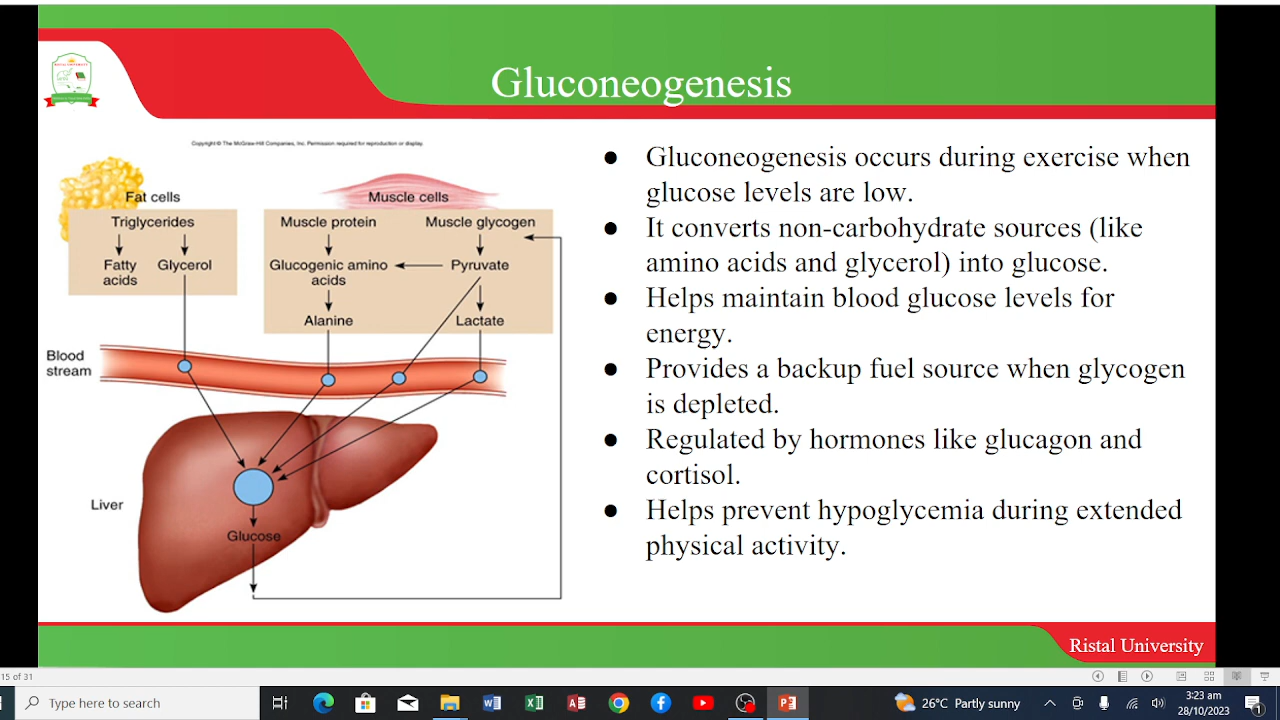 Gluconeogenesis
Copyright © The McGraw-Hill Companies, Inc. Permission required for reproduction or display.
Fat cells
Triglycerides
Fatty
acids
Glycerol
Muscle cells
Muscle protein
Muscle glycogen
Glucogenic amino
acids
Pyruvate
Alanine
Lactate
Blood
stream
Liver
Glucose
● Gluconeogenesis occurs during exercise when
glucose levels are low.
● It converts non-carbohydrate sources (like
amino acids and glycerol) into glucose.
● Helps maintain blood glucose levels for
energy.
● Provides a backup fuel source when glycogen
is depleted.
● Regulated by hormones like glucagon and
cortisol.
● Helps prevent hypoglycemia during extended
physical activity.
Ristal University
15 of 31
Type here to search
26°C Partly sunny
3:23 am
28/10/2023
1